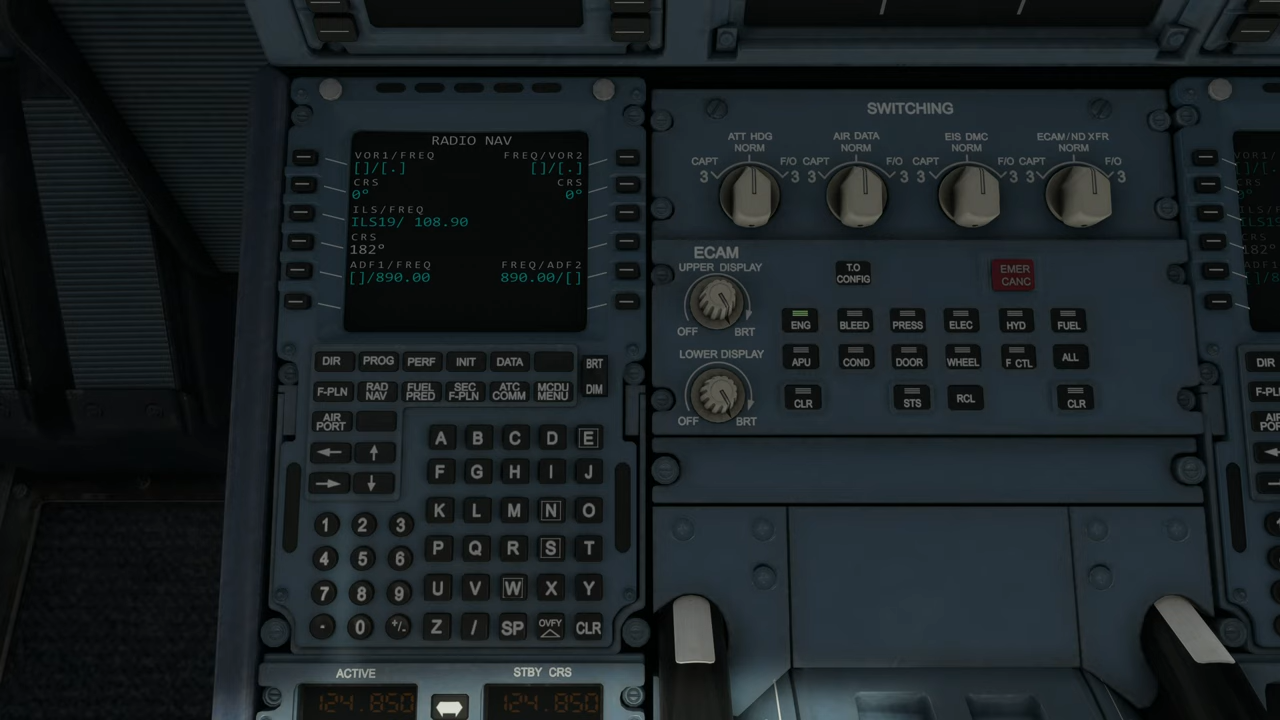 RADIO NAV
VOR1/FREQ FREQ/VOR2
[]/[.] []/[.]
CRS CRS
0° 0°
ILS/FREQ
ILS19/ 108.90
CRS
182°
ADF1/FREQ FREQ/ADF2
[]/890.00 890.00/[]
DIR PROG PERF INIT DATA
BRT
DIM
F-PLN RAD NAV FUEL PRED SEC F-PLN ATC COMM MCDU MENU
AIR PORT
← ↑
→ ↓
A B C D E
F G H I J
K L M N O
P Q R S T
U V W X Y
Z / SP OVFY CLR
1 2 3
4 5 6
7 8 9
. 0 +/-
ACTIVE STBY CRS
124.850 124.850
SWITCHING
ATT HDG AIR DATA EIS DMC ECAM/ND XFR
NORM NORM NORM NORM
CAPT F/O CAPT F/O CAPT F/O CAPT F/O
3 3 3 3 3 3 3 3
ECAM
UPPER DISPLAY
OFF BRT
T.O CONFIG
EMER CANC
ENG BLEED PRESS ELEC HYD FUEL
LOWER DISPLAY
OFF BRT
APU COND DOOR WHEEL F CTL ALL
CLR STS RCL CLR
DIR
AIR